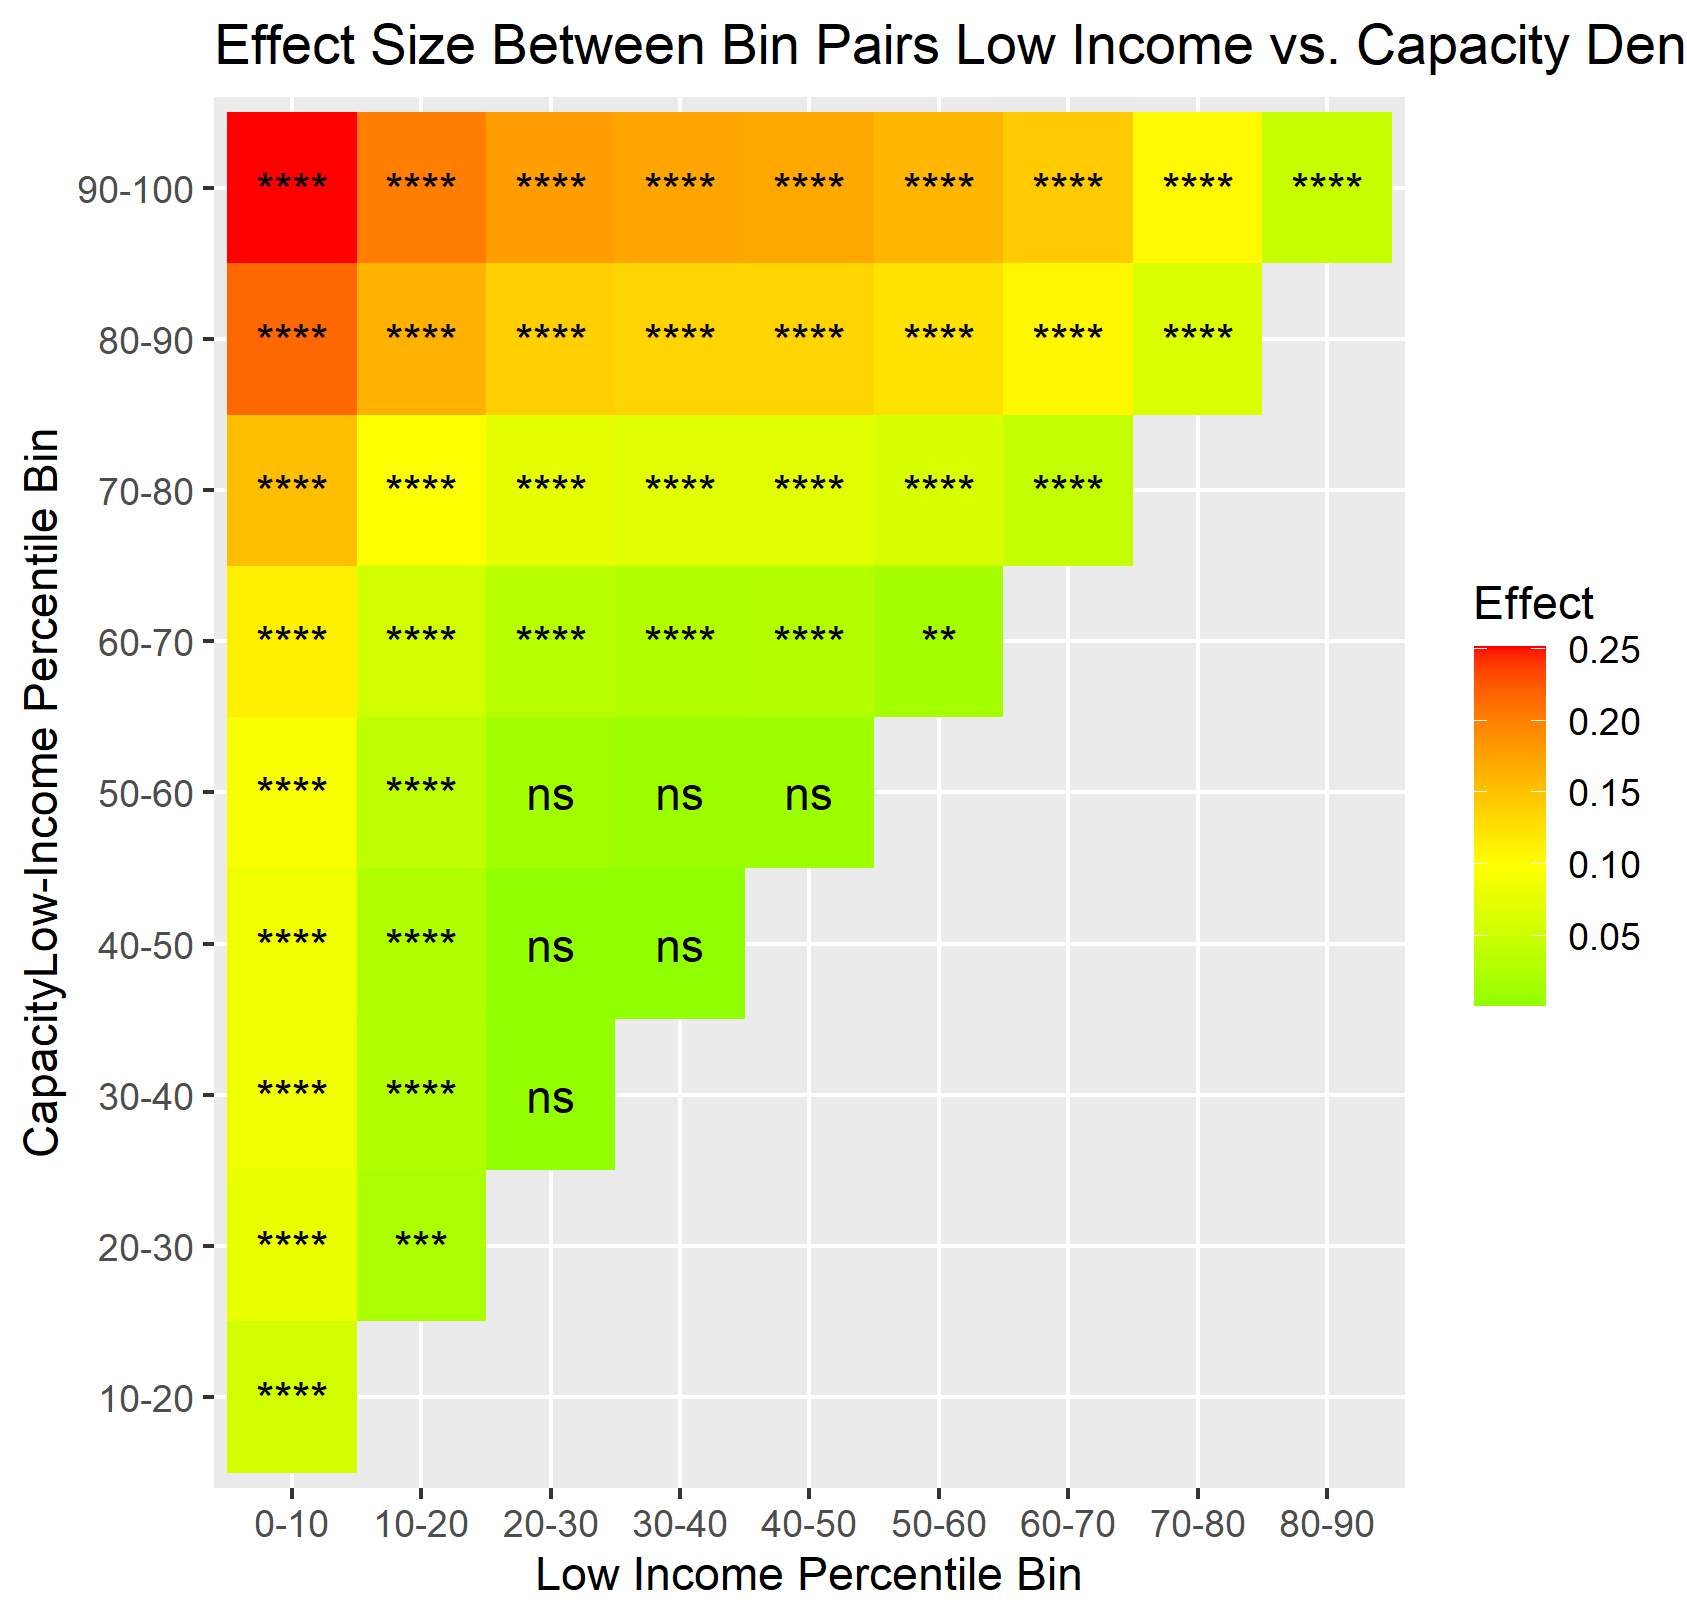 Effect Size Between Bin Pairs Low Income vs. Capacity Den
CapacityLow-Income Percentile Bin
90-100 **** **** **** **** **** **** **** **** ****
80-90 **** **** **** **** **** **** **** ****
70-80 **** **** **** **** **** **** ****
60-70 **** **** **** **** **** **
50-60 **** **** ns ns ns
40-50 **** **** ns ns
30-40 **** **** ns
20-30 **** ***
10-20 ****
0-10 10-20 20-30 30-40 40-50 50-60 60-70 70-80 80-90
Low Income Percentile Bin
Effect
0.25
0.20
0.15
0.10
0.05